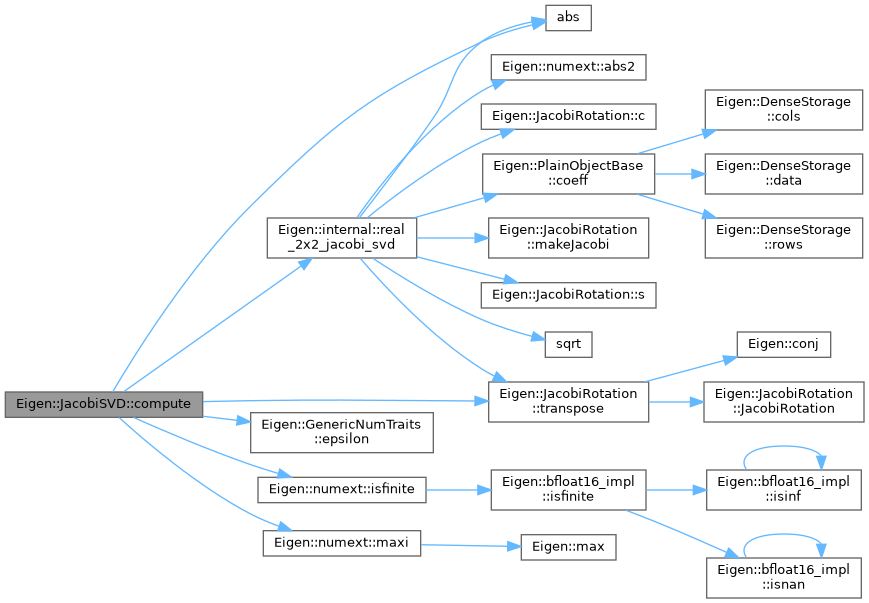 abs
Eigen::numext::abs2
Eigen::JacobiRotation::c
Eigen::DenseStorage
::cols
Eigen::PlainObjectBase
::coeff
Eigen::DenseStorage
::data
Eigen::internal::real
_2x2_jacobi_svd
Eigen::JacobiRotation
::makeJacobi
Eigen::DenseStorage
::rows
Eigen::JacobiRotation::s
sqrt
Eigen::conj
Eigen::JacobiSVD::compute
Eigen::JacobiRotation
::transpose
Eigen::JacobiRotation
::JacobiRotation
Eigen::GenericNumTraits
::epsilon
Eigen::numext::isfinite
Eigen::bfloat16_impl
::isfinite
Eigen::bfloat16_impl
::isinf
Eigen::numext::maxi
Eigen::max
Eigen::bfloat16_impl
::isnan